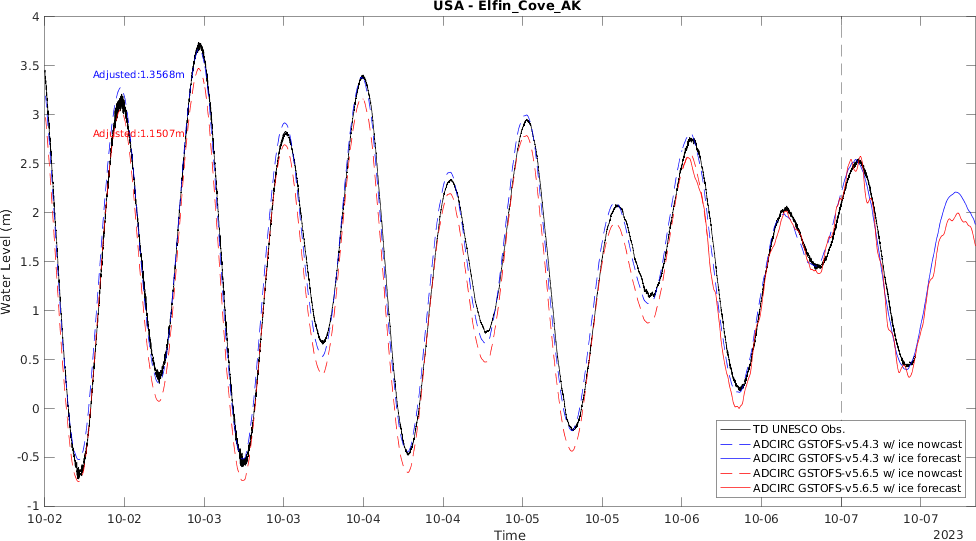 USA - Elfin_Cove_AK
4
3.5
3
2.5
2
1.5
1
0.5
0
-0.5
-1
Water Level (m)
Adjusted:1.3568m
Adjusted:1.1507m
TD UNESCO Obs.
ADCIRC GSTOFS-v5.4.3 w/ ice nowcast
ADCIRC GSTOFS-v5.4.3 w/ ice forecast
ADCIRC GSTOFS-v5.6.5 w/ ice nowcast
ADCIRC GSTOFS-v5.6.5 w/ ice forecast
10-02 10-02 10-03 10-03 10-04 10-04 10-05 10-05 10-06 10-06 10-07 10-07
Time
2023